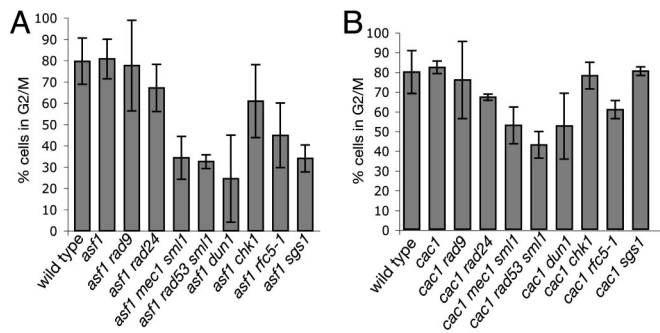 A
% cells in G2/M
100
90
80
70
60
50
40
30
20
10
0
wild type
asf1
asf1 rad9
asf1 rad24
asf1 mec1 sml1
asf1 rad53 sml1
asf1 dun1
asf1 chk1
asf1 rfc5-1
asf1 sgs1
B
% cells in G2/M
100
90
80
70
60
50
40
30
20
10
0
wild type
cac1
cac1 rad9
cac1 rad24
cac1 mec1 sml1
cac1 rad53 sml1
cac1 dun1
cac1 chk1
cac1 rfc5-1
cac1 sgs1